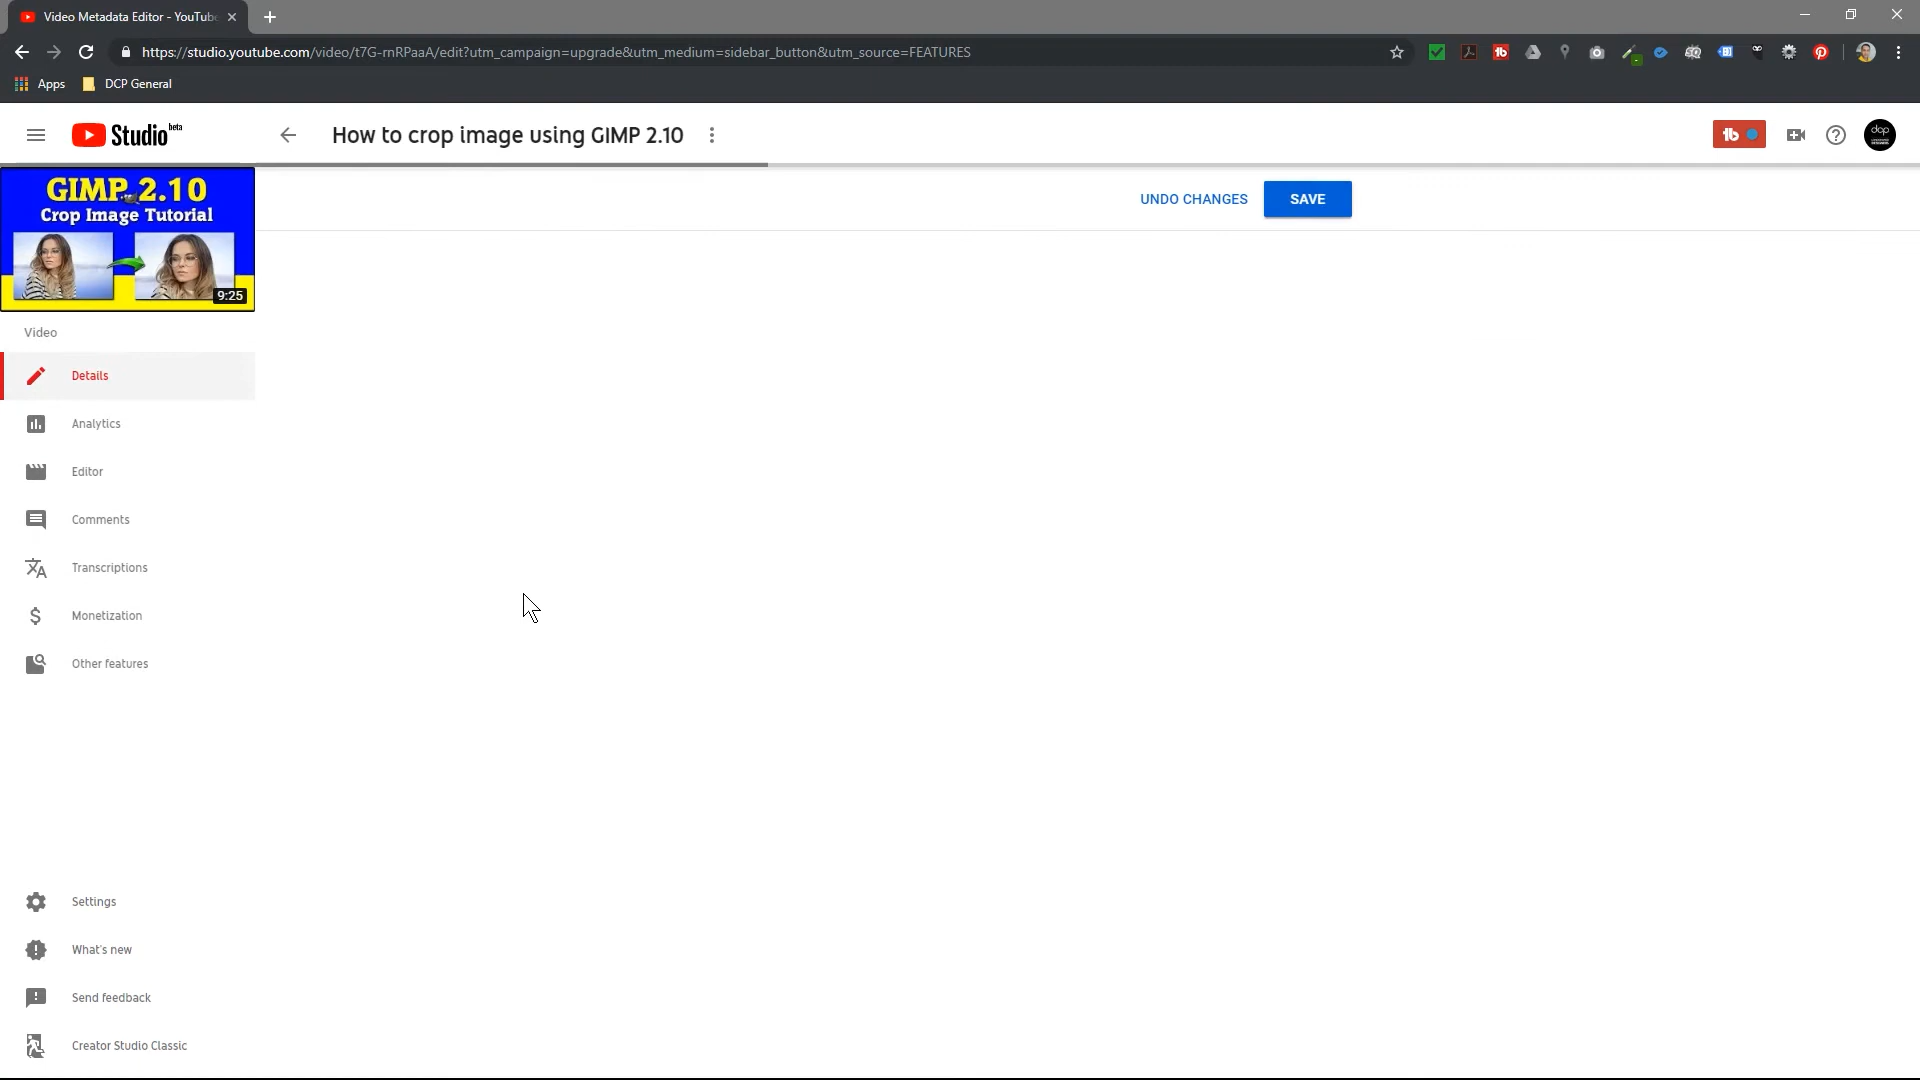 Video Metadata Editor - YouTube
https://studio.youtube.com/video/t7G-rnRPaaA/edit?utm_campaign=upgrade&utm_medium=sidebar_button&utm_source=FEATURES
Apps
DCP General
Studio beta
How to crop image using GIMP 2.10
UNDO CHANGES
SAVE
GIMP 2.10
Crop Image Tutorial
9:25
Video
Details
Analytics
Editor
Comments
Transcriptions
Monetization
Other features
Settings
What's new
Send feedback
Creator Studio Classic